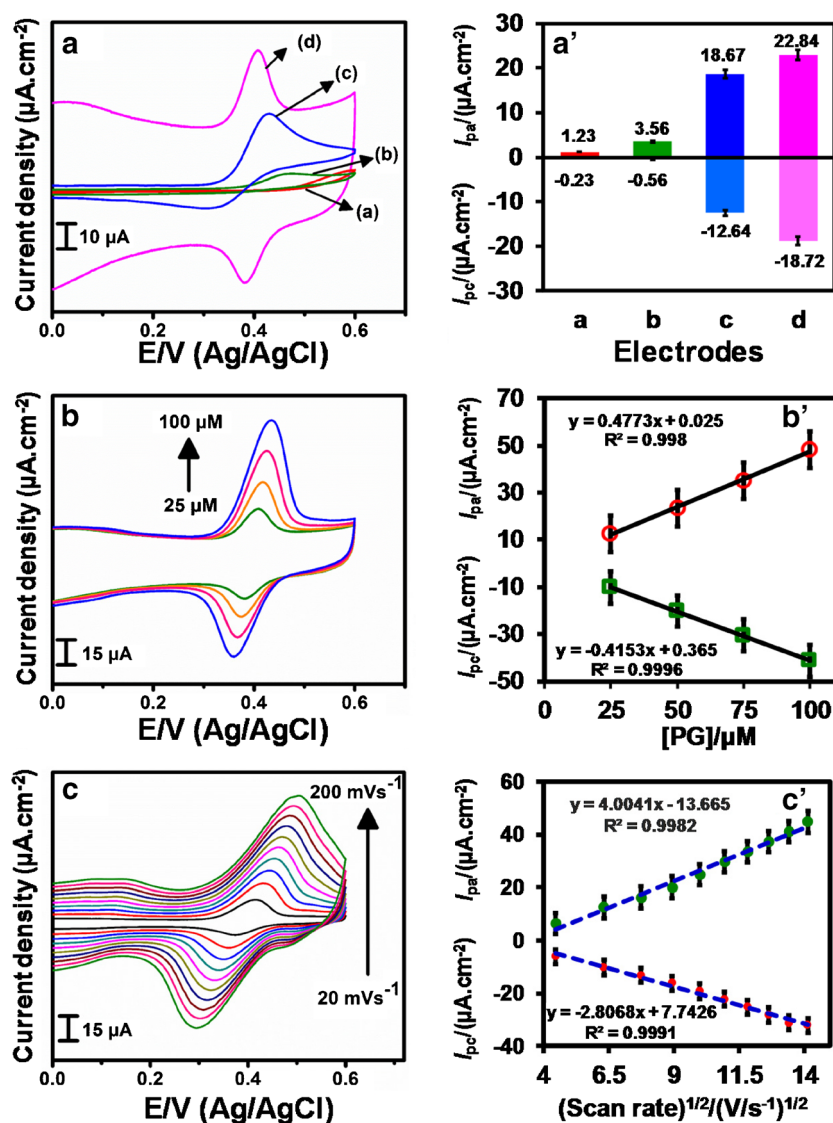 a
(d)
(c)
(b)
(a)
10 µA
Current density (µA.cm⁻²)
0.0 0.2 0.4 0.6
E/V (Ag/AgCl)
a’
Ipa/(µA.cm⁻²)
Ipc/(µA.cm⁻²)
30
20
10
0
-10
-20
-30
1.23 3.56 18.67 22.84
-0.23 -0.56 -12.64 -18.72
a b c d
Electrodes
b
100 µM
25 µM
15 µA
Current density (µA.cm⁻²)
0.0 0.2 0.4 0.6
E/V (Ag/AgCl)
b’
y = 0.4773x + 0.025
R² = 0.998
Ipa/(µA.cm⁻²)
Ipc/(µA.cm⁻²)
70
50
30
10
-10
-30
-50
y = -0.4153x + 0.365
R² = 0.9996
0 25 50 75 100
[PG]/µM
c
200 mVs⁻¹
20 mVs⁻¹
15 µA
Current density (µA.cm⁻²)
0.0 0.2 0.4 0.6
E/V (Ag/AgCl)
c’
y = 4.0041x - 13.665
R² = 0.9982
Ipa/(µA.cm⁻²)
Ipc/(µA.cm⁻²)
60
40
20
0
-20
-40
y = -2.8068x + 7.7426
R² = 0.9991
4 6.5 9 11.5 14
(Scan rate)¹/²/(V/s⁻¹)¹/²